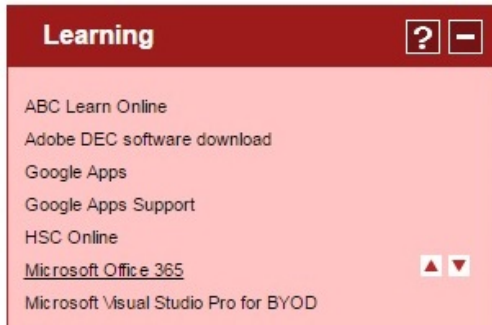 Learning
ABC Learn Online
Adobe DEC software download
Google Apps
Google Apps Support
HSC Online
Microsoft Office 365
Microsoft Visual Studio Pro for BYOD